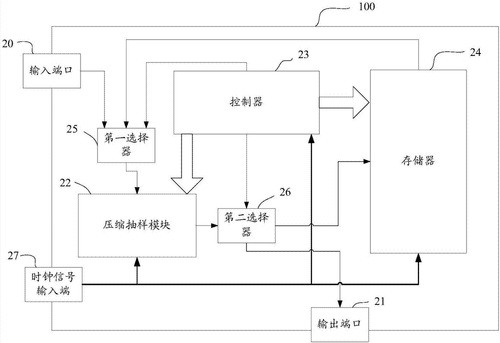 100
20
输入端口
23
控制器
24
存储器
25
第一选择
器
22
压缩抽样模块
26
第二选择
器
27
时钟信号
输入端
21
输出端口